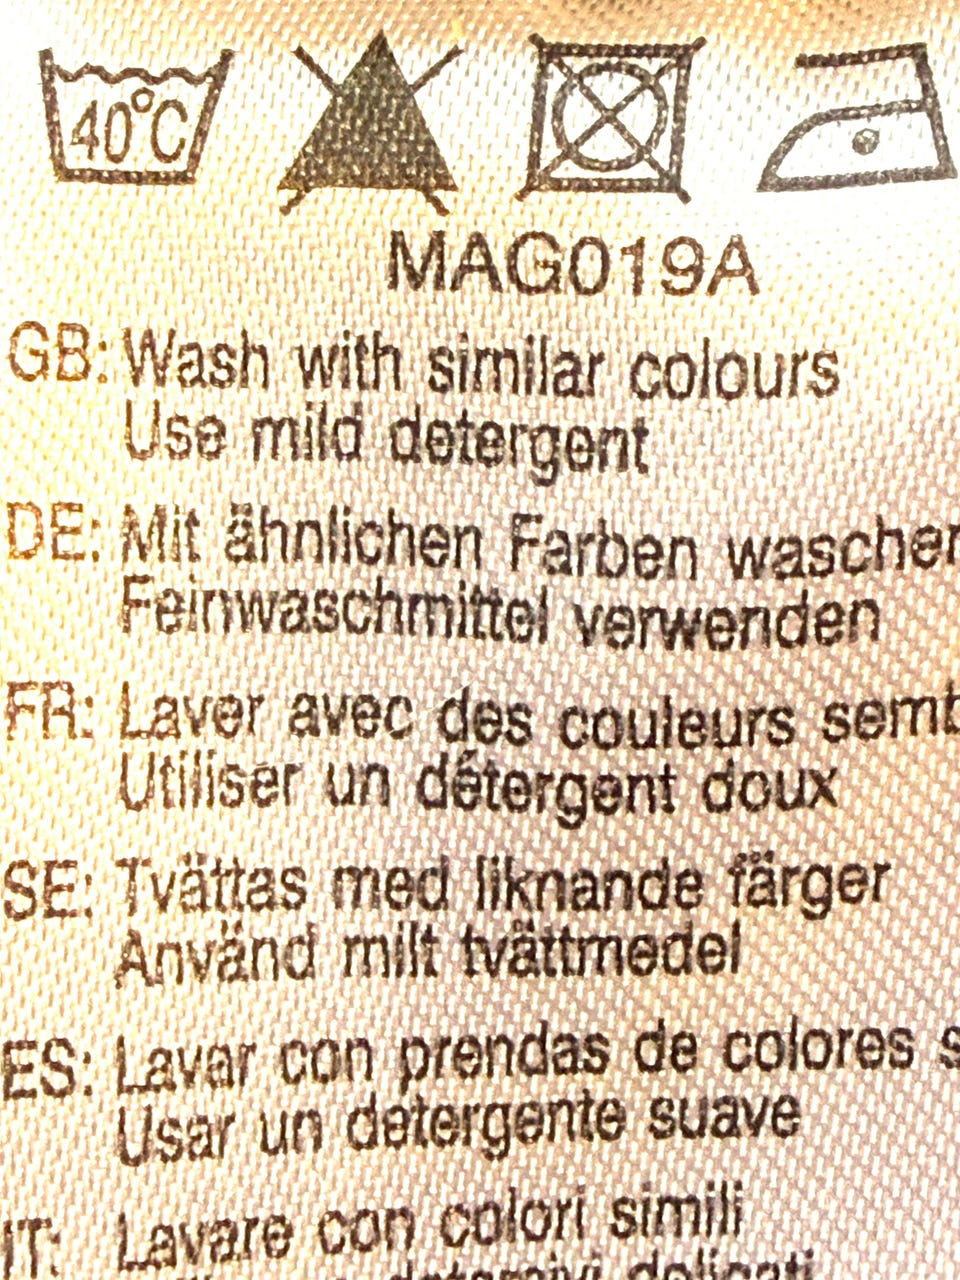 40°C
MAG019A
GB: Wash with similar colours
Use mild detergent
DE: Mit ähnlichen Farben waschen
Feinwaschmittel verwenden
FR: Laver avec des couleurs semb
Utiliser un détergent doux
SE: Tvättas med liknande färger
Använd milt tvättmedel
ES: Lavar con prendas de colores s
Usar un detergente suave
IT: Lavare con colori simili
delicati